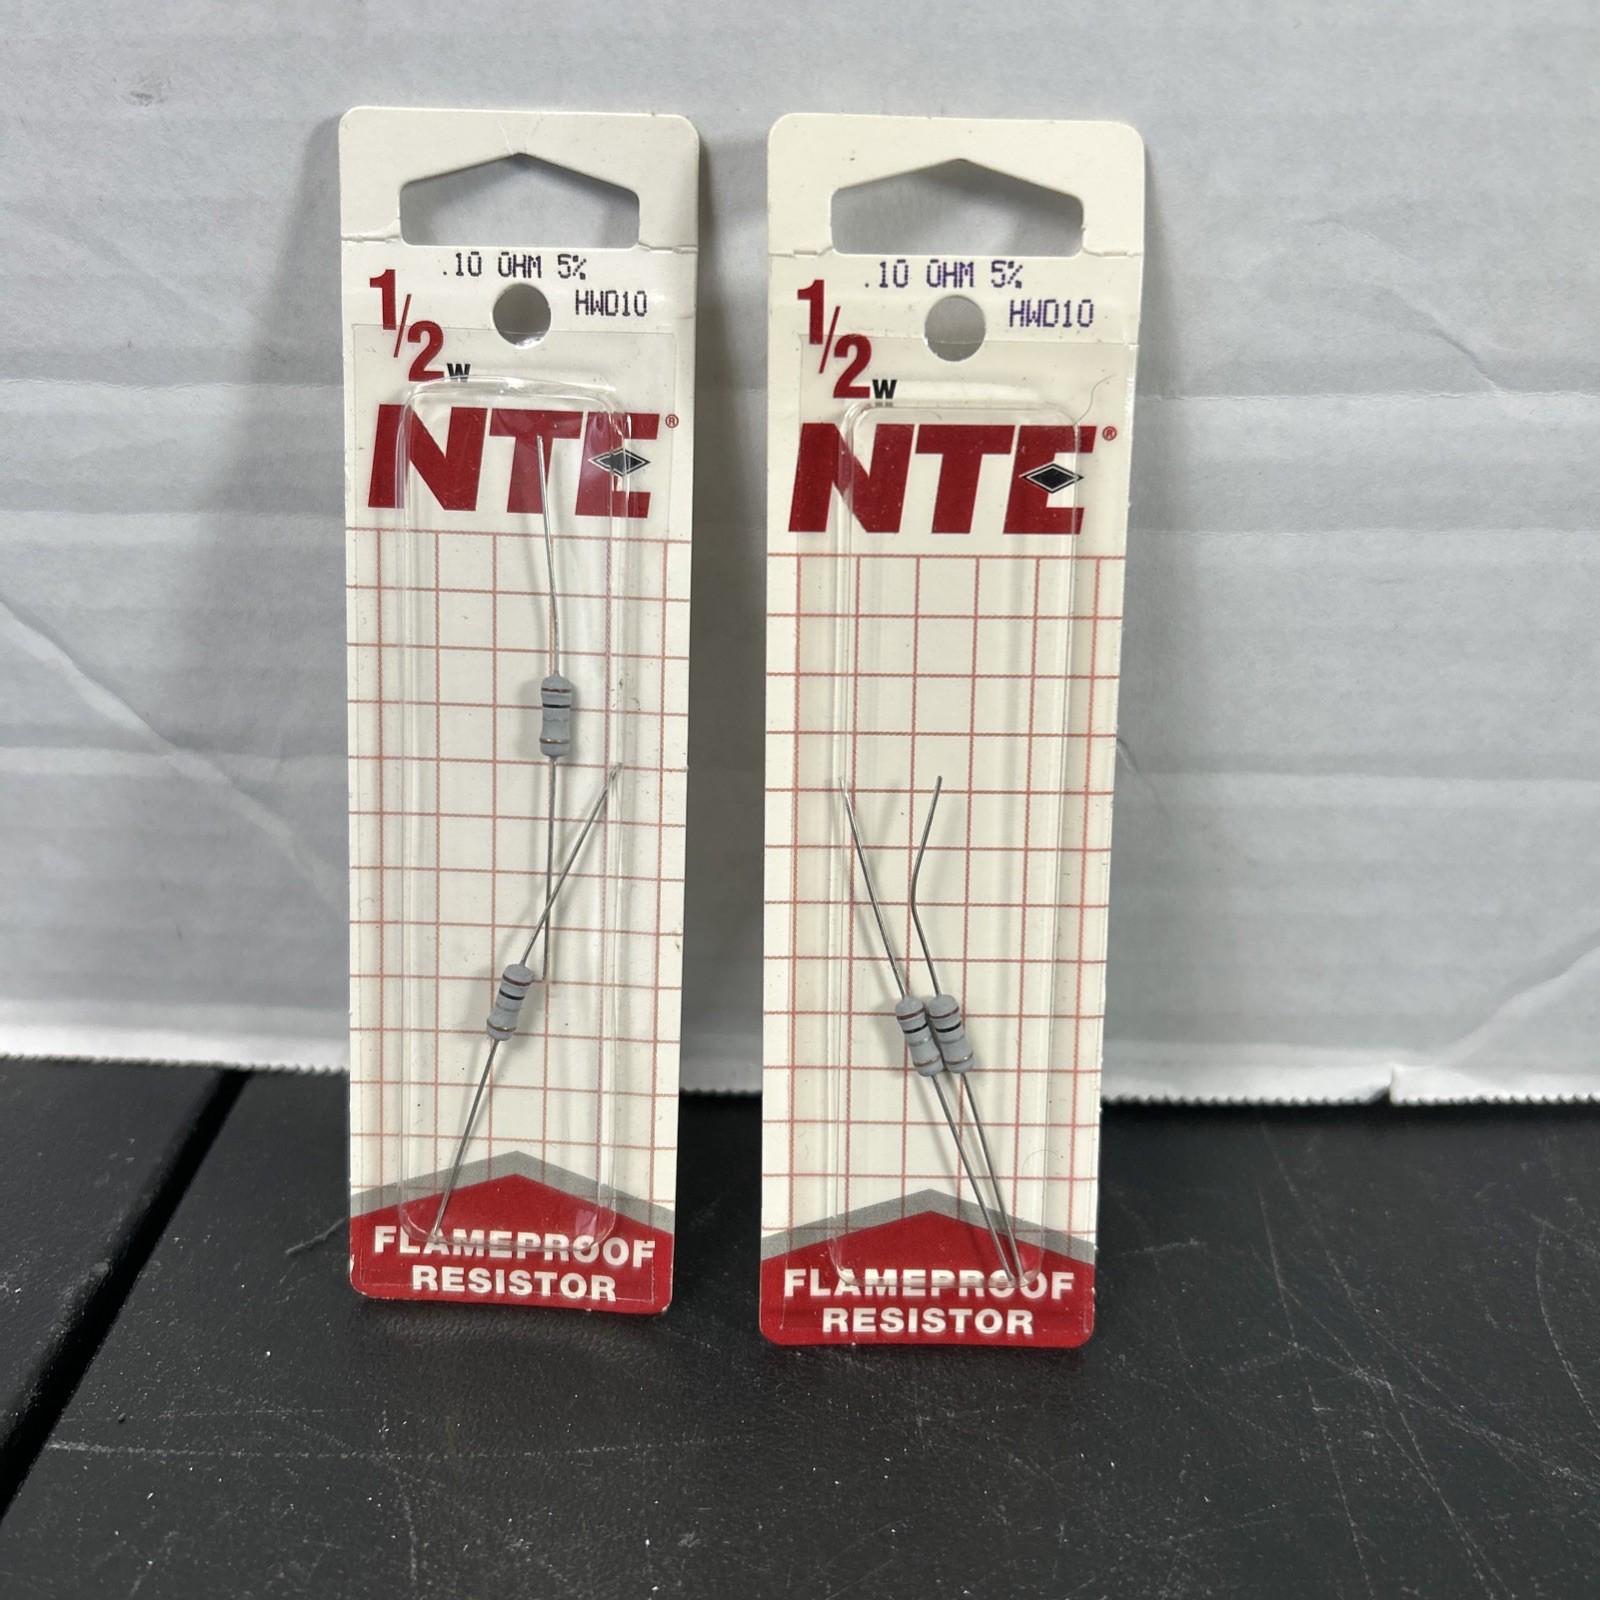 .10 OHM 5%
HWD10
1/2W
NTE®
FLAMEPROOF
RESISTOR
.10 OHM 5%
HWD10
1/2W
NTE®
FLAMEPROOF
RESISTOR